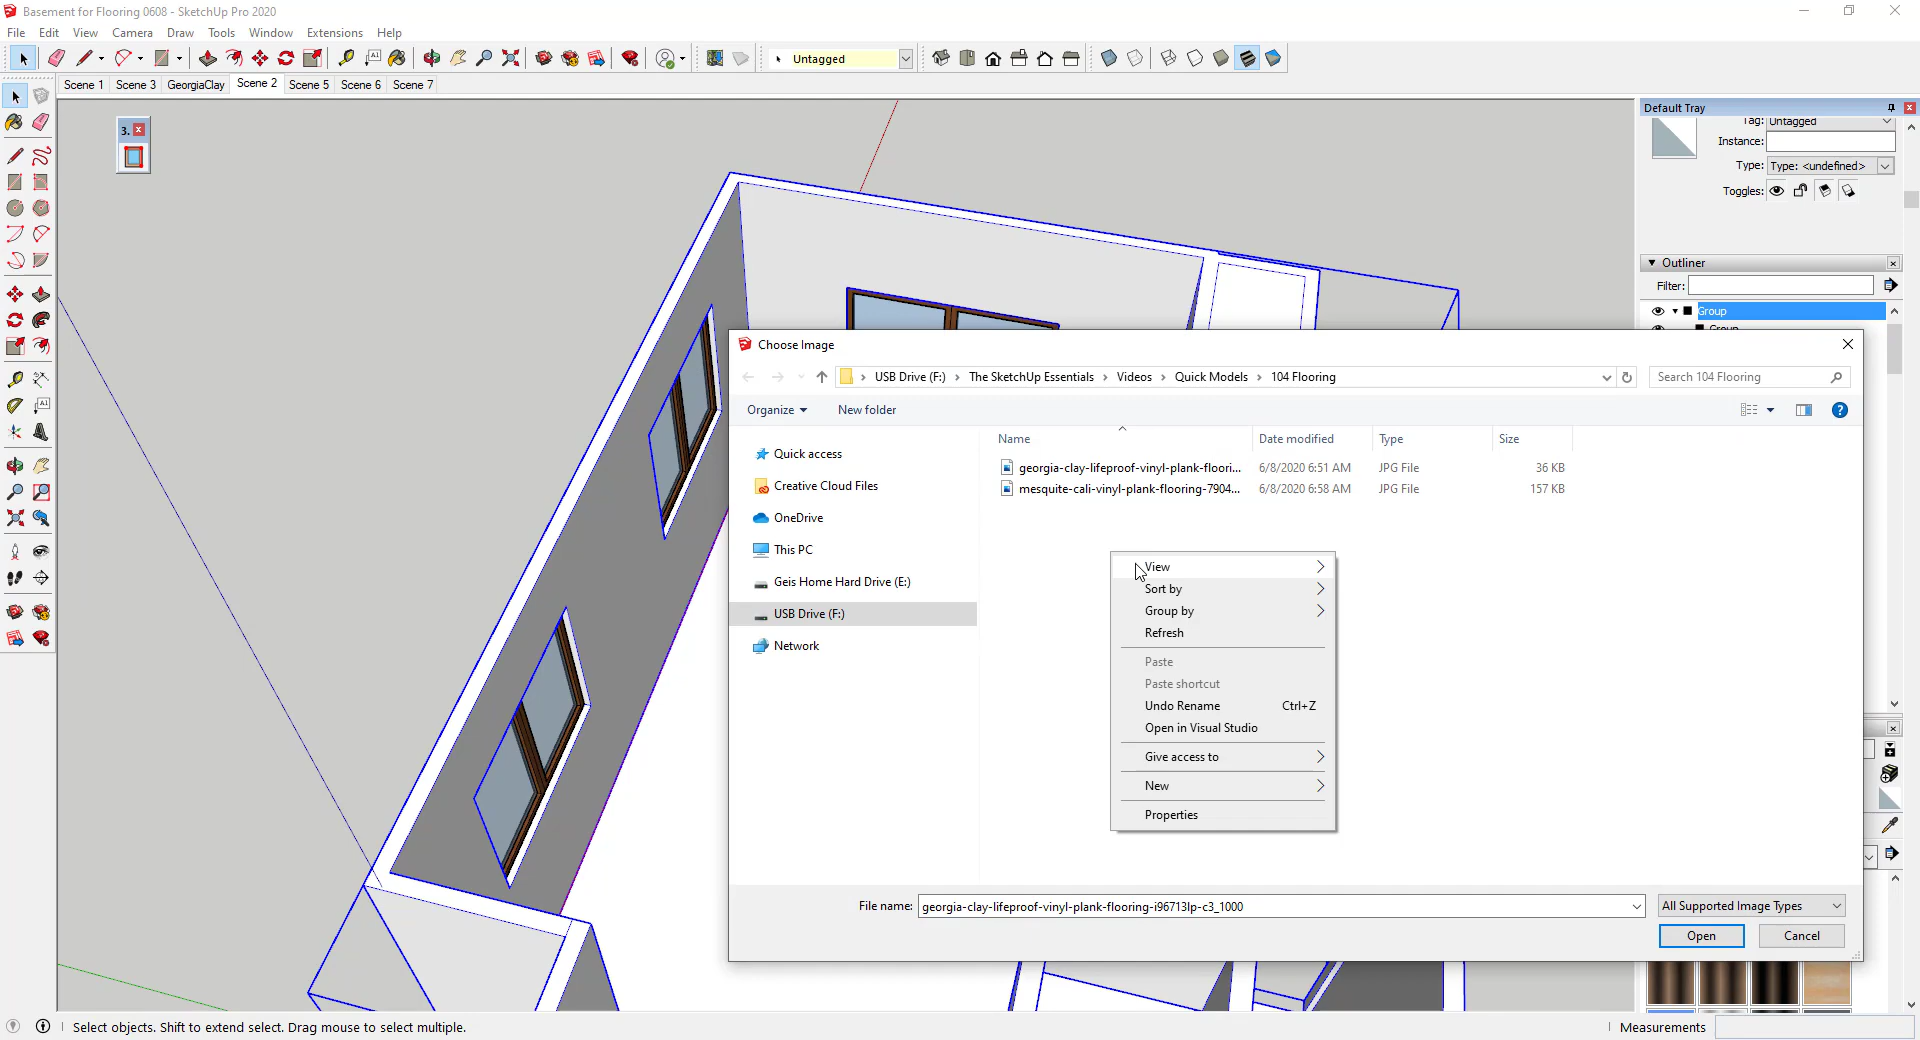 Basement for Flooring 0608 - SketchUp Pro 2020
File Edit View Camera Draw Tools Window Extensions Help
Untagged
Scene 1 Scene 3 GeorgiaClay Scene 2 Scene 5 Scene 6 Scene 7
3.
Default Tray
Tag: Untagged
Instance:
Type: Type: <undefined>
Toggles:
Outliner
Filter:
Group
Group
Choose Image
USB Drive (F:) The SketchUp Essentials Videos Quick Models 104 Flooring
Search 104 Flooring
Organize New folder
Name Date modified Type Size
georgia-clay-lifeproof-vinyl-plank-floori... 6/8/2020 6:51 AM JPG File 36 KB
mesquite-cali-vinyl-plank-flooring-7904... 6/8/2020 6:58 AM JPG File 157 KB
Quick access
Creative Cloud Files
OneDrive
This PC
Geis Home Hard Drive (E:)
USB Drive (F:)
Network
View
Sort by
Group by
Refresh
Paste
Paste shortcut
Undo Rename Ctrl+Z
Open in Visual Studio
Give access to
New
Properties
File name: georgia-clay-lifeproof-vinyl-plank-flooring-i96713lp-c3_1000
All Supported Image Types
Open Cancel
Select objects. Shift to extend select. Drag mouse to select multiple.
Measurements